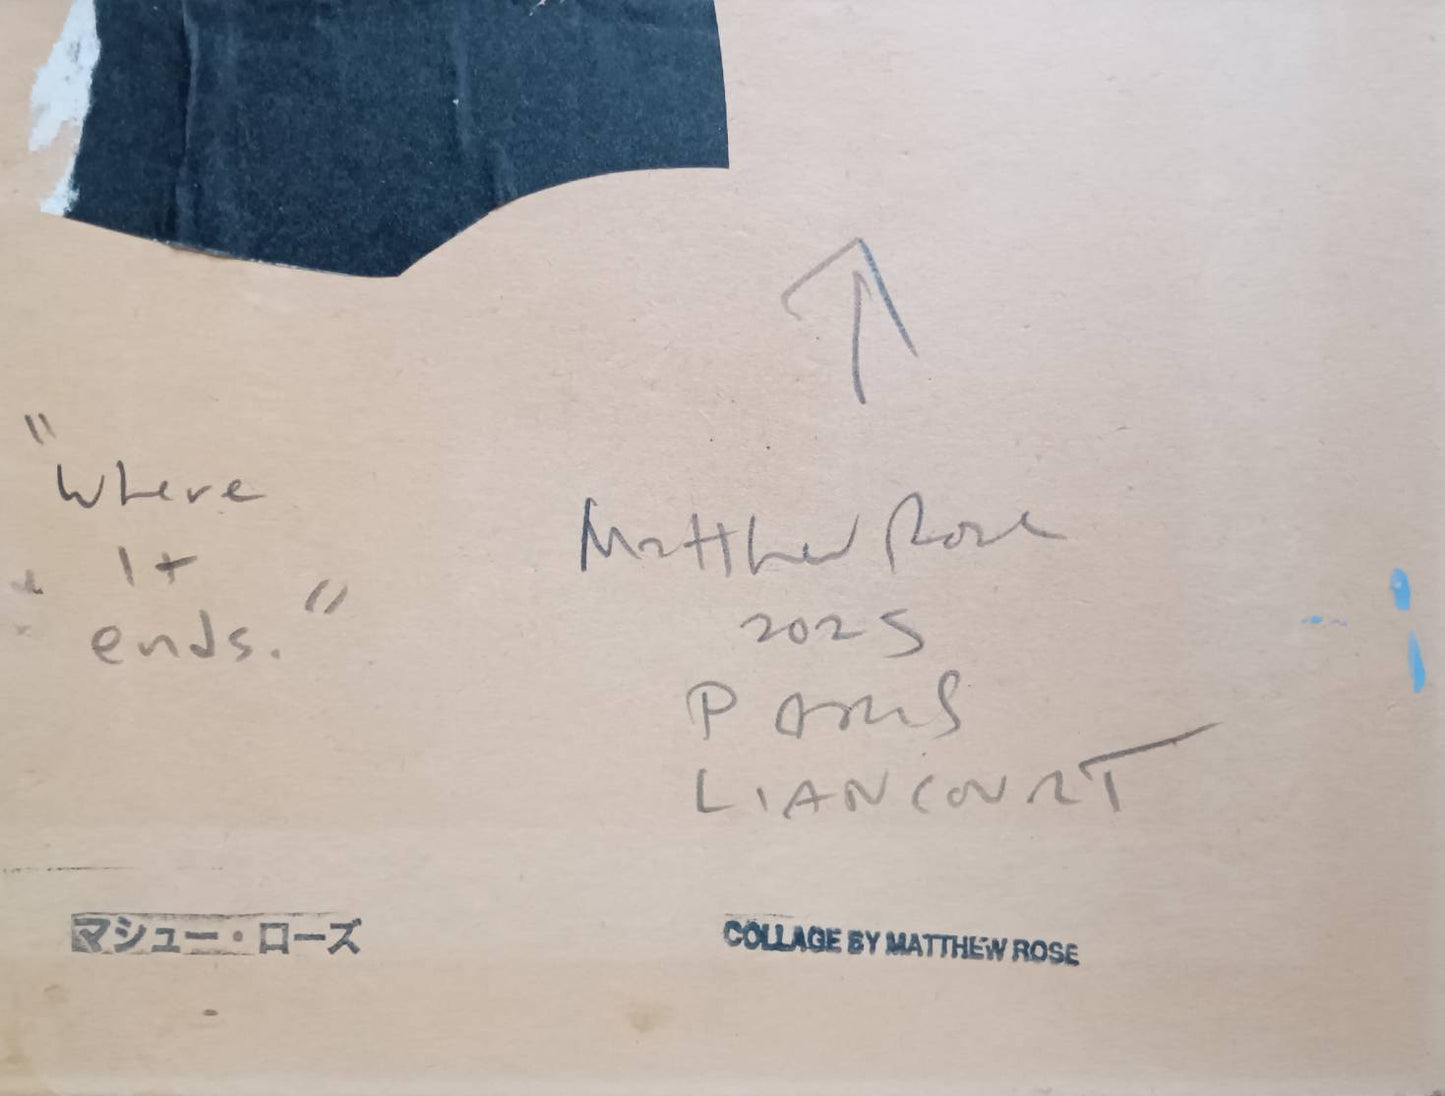 "Where
It
ends."
Matthew Rose
2025
PARIS
LIANCOURT
マシュー・ローズ
COLLAGE BY MATTHEW ROSE